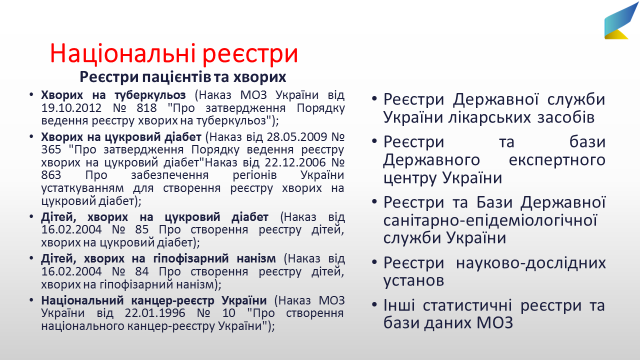 Національні реєстри
Реєстри пацієнтів та хворих
• Хворих на туберкульоз (Наказ МОЗ України від
19.10.2012 № 818 "Про затвердження Порядку
ведення реєстру хворих на туберкульоз");
• Хворих на цукровий діабет (Наказ від 28.05.2009 №
365 "Про затвердження Порядку ведення реєстру
хворих на цукровий діабет"Наказ від 22.12.2006 №
863 Про забезпечення регіонів України
устаткуванням для створення реєстру хворих на
цукровий діабет);
• Дітей, хворих на цукровий діабет (Наказ від
16.02.2004 № 85 Про створення реєстру дітей,
хворих на цукровий діабет);
• Дітей, хворих на гіпофізарний нанізм (Наказ від
16.02.2004 № 84 Про створення реєстру дітей,
хворих на гіпофізарний нанізм);
• Національний канцер-реєстр України (Наказ МОЗ
України від 22.01.1996 № 10 "Про створення
національного канцер-реєстру України");
• Реєстри Державної служби
України лікарських засобів
• Реєстри та бази
Державного експертного
центру України
• Реєстри та Бази Державної
санітарно-епідеміологічної
служби України
• Реєстри науково-дослідних
установ
• Інші статистичні реєстри та
бази даних МОЗ